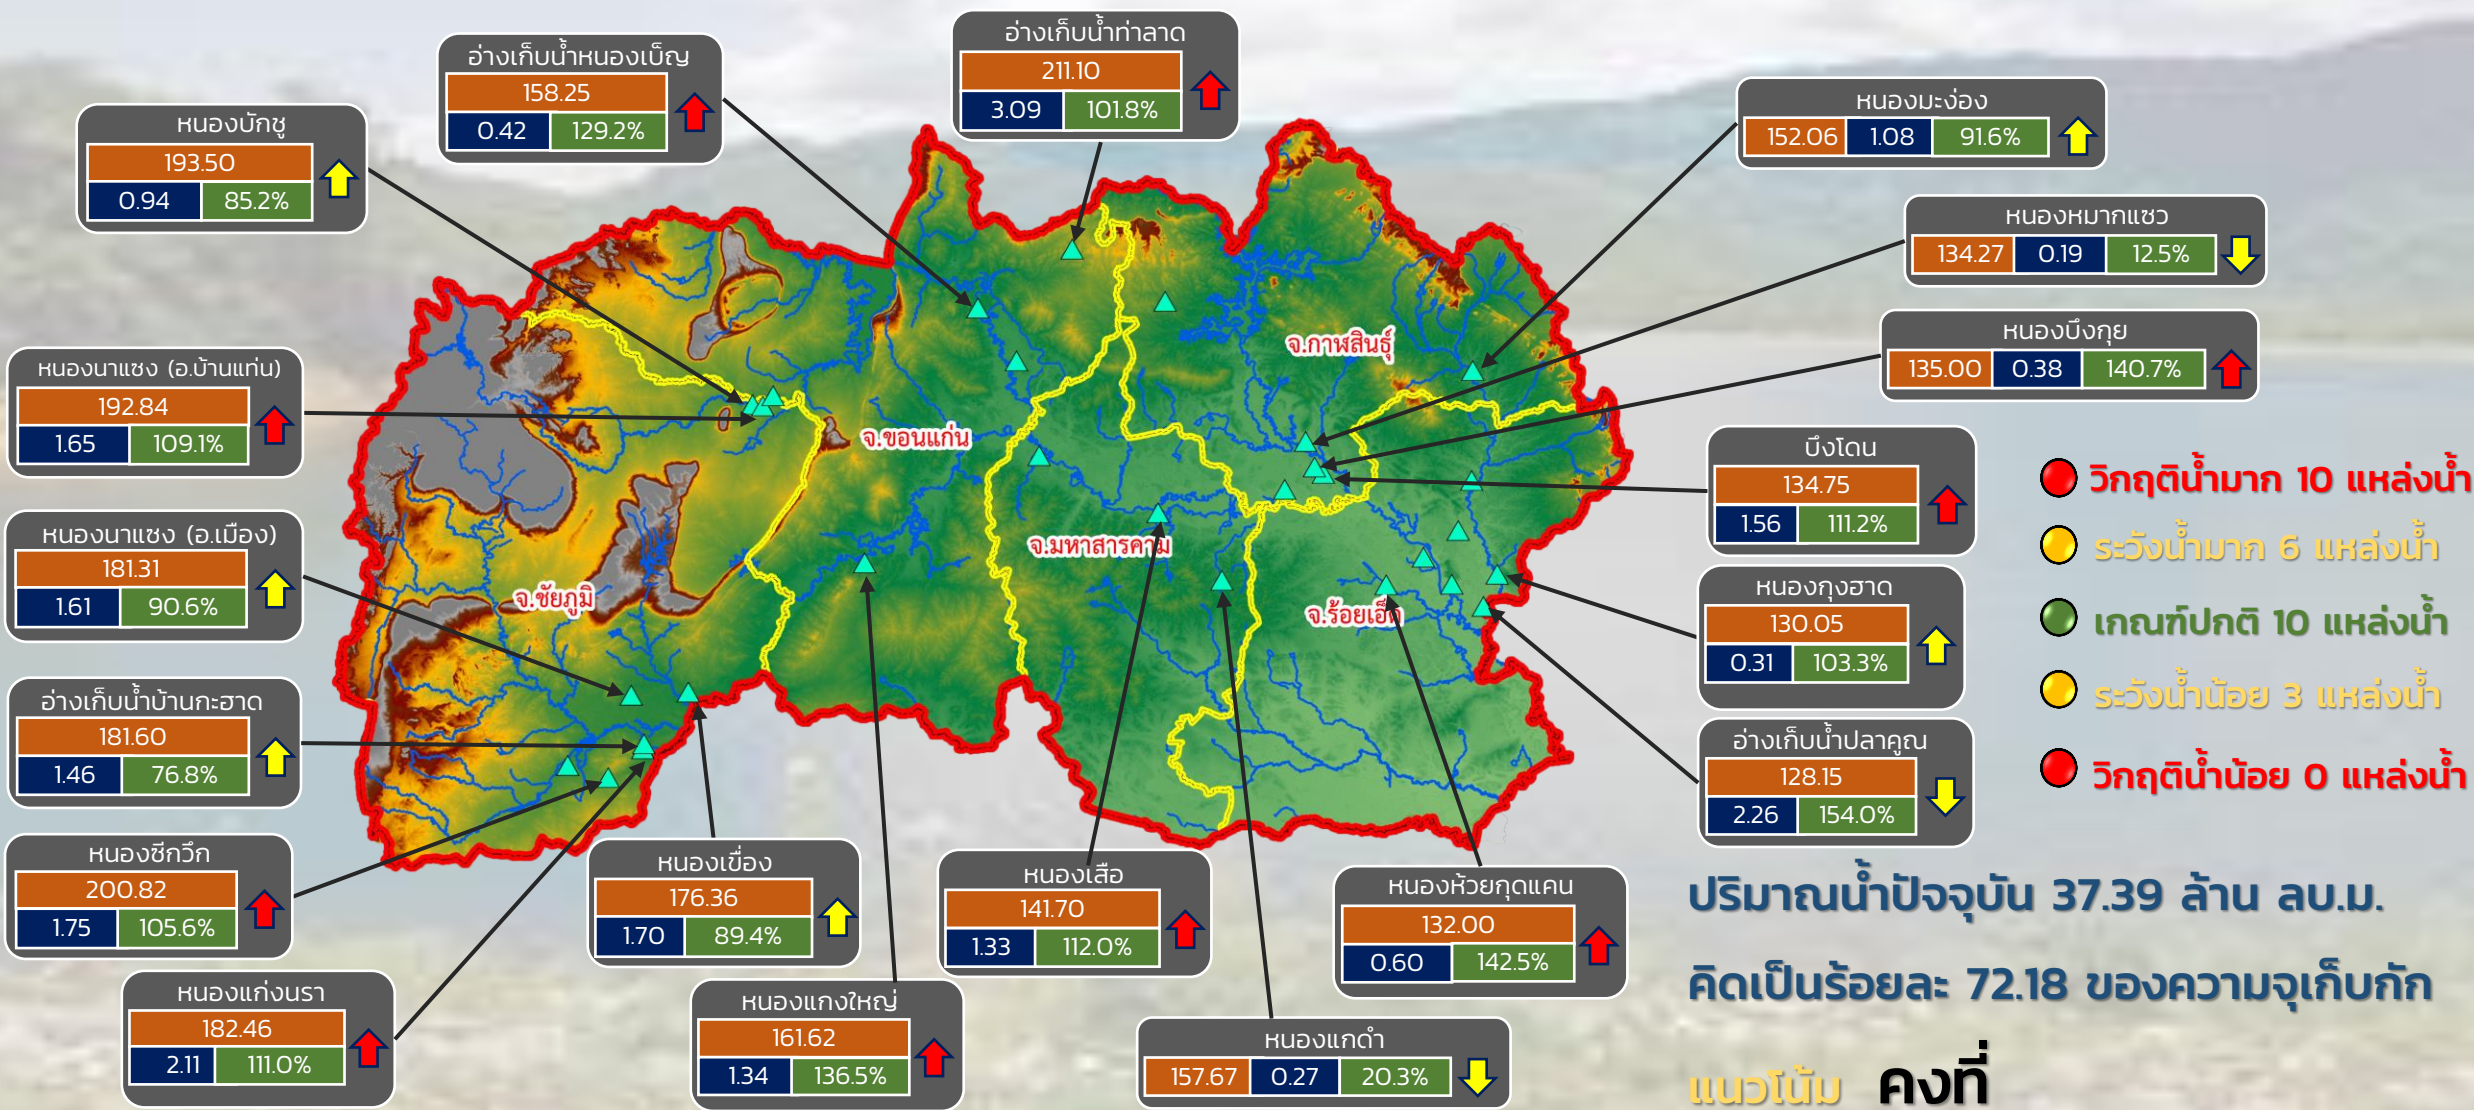 อ่างเก็บน้ำท่าลาด
211.10
3.09 101.8%
อ่างเก็บน้ำหนองเบ็ญ
158.25
0.42 129.2%
หนองมะง่อง
152.06 1.08 91.6%
หนองบักชู
193.50
0.94 85.2%
หนองหมากแซว
134.27 0.19 12.5%
หนองบึงกุย
135.00 0.38 140.7%
จ.กาฬสินธุ์
หนองนาแซง (อ.บ้านแท่น)
192.84
1.65 109.1%
จ.ขอนแก่น
บึงโดน
134.75
1.56 111.2%
วิกฤติน้ำมาก 10 แหล่งน้ำ
ระวังน้ำมาก 6 แหล่งน้ำ
เกณฑ์ปกติ 10 แหล่งน้ำ
ระวังน้ำน้อย 3 แหล่งน้ำ
วิกฤติน้ำน้อย 0 แหล่งน้ำ
หนองนาแซง (อ.เมือง)
181.31
1.61 90.6%
จ.มหาสารคาม
จ.ชัยภูมิ
จ.ร้อยเอ็ด
หนองกุงฮาด
130.05
0.31 103.3%
อ่างเก็บน้ำบ้านกะฮาด
181.60
1.46 76.8%
อ่างเก็บน้ำปลาคูณ
128.15
2.26 154.0%
หนองซีกวึก
200.82
1.75 105.6%
หนองเขื่อง
176.36
1.70 89.4%
หนองเสือ
141.70
1.33 112.0%
หนองห้วยกุดแคน
132.00
0.60 142.5%
หนองแก่งนรา
182.46
2.11 111.0%
หนองแกงใหญ่
161.62
1.34 136.5%
หนองแกดำ
157.67 0.27 20.3%
ปริมาณน้ำปัจจุบัน 37.39 ล้าน ลบ.ม.
คิดเป็นร้อยละ 72.18 ของความจุเก็บกัก
แนวโน้ม คงที่